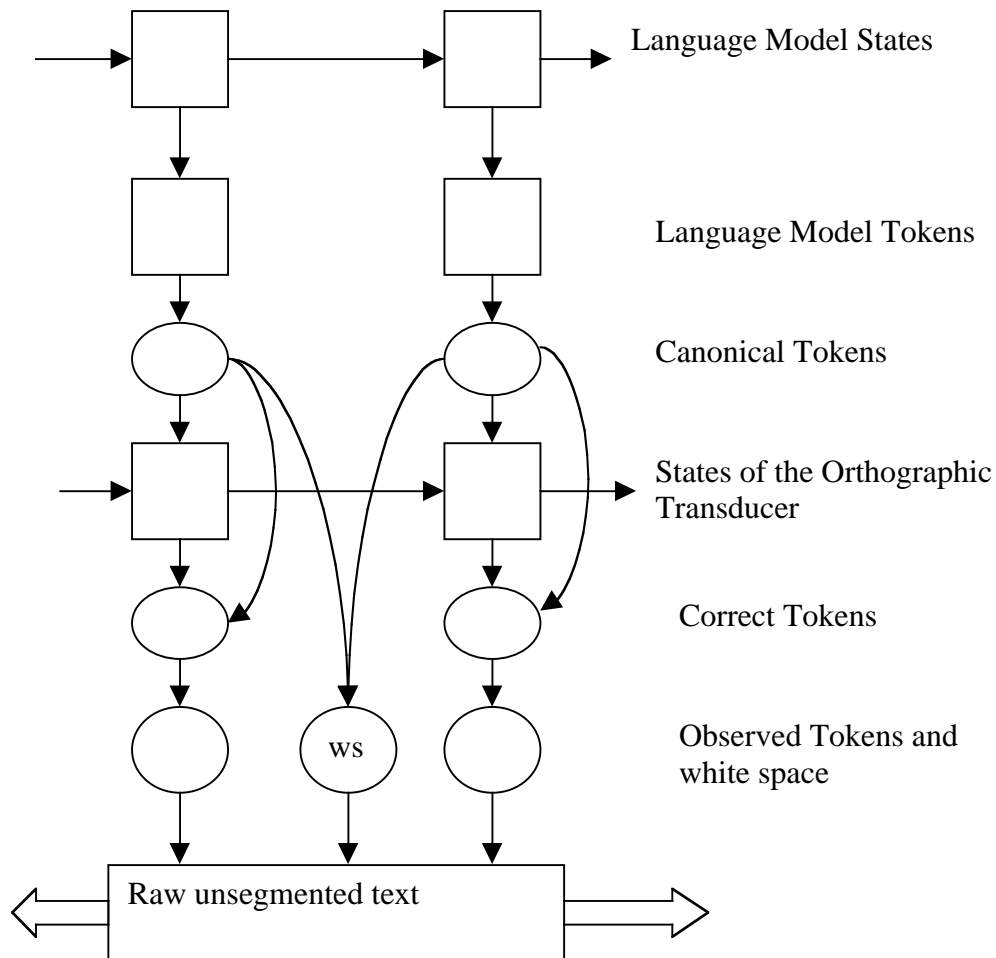 Language Model States
Language Model Tokens
Canonical Tokens
States of the Orthographic
Transducer
Correct Tokens
ws
Observed Tokens and
white space
Raw unsegmented text